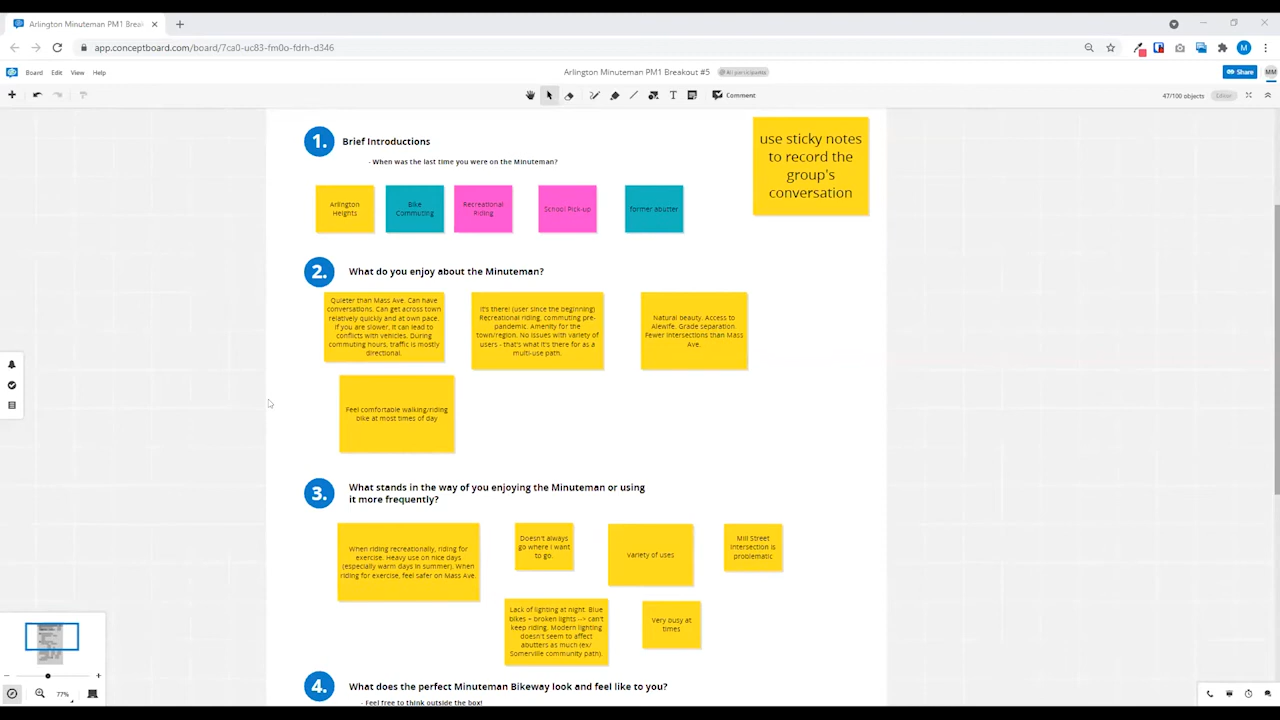 Arlington Minuteman PM1 Brea
app.conceptboard.com/board/7ca0-uc83-fm0o-fdrh-d346
M
Board Edit View Help
Arlington Minuteman PM1 Breakout #5
All participants
Share
MM
T
Comment
47/100 objects
Editor
1. Brief Introductions
- When was the last time you were on the Minuteman?
use sticky notes
to record the
group's
conversation
Arlington
Heights
Bike
Commuting
Recreational
Riding
School Pick-up
former abutter
2. What do you enjoy about the Minuteman?
Quieter than Mass Ave. Can have
conversations. Can get across town
relatively quickly and at own pace.
If you are slower. It can lead to
conflicts with vehicles. During
commuting hours, traffic is mostly
directional.
It's there! (user since the beginning)
Recreational riding, commuting pre-
pandemic. Amenity for the
town/region. No issues with variety of
users - that's what it's there for as a
multi-use path.
Natural beauty. Access to
Alewife. Grade separation.
Fewer intersections than Mass
Ave.
Feel comfortable walking/riding
bike at most times of day
3. What stands in the way of you enjoying the Minuteman or using
it more frequently?
When riding recreationally, riding for
exercise. Heavy use on nice days
(especially warm days in summer). When
riding for exercise, feel safer on Mass Ave.
Doesn't always
go where I want
to go.
variety of uses
Mill Street
intersection is
problematic
Lack of lighting at night. Blue
bikes + broken lights --> can't
keep riding. Modern lighting
doesn't seem to affect
abutters as much (ex/
Somerville community path).
Very busy at
times
4. What does the perfect Minuteman Bikeway look and feel like to you?
- Feel free to think outside the box!
77%